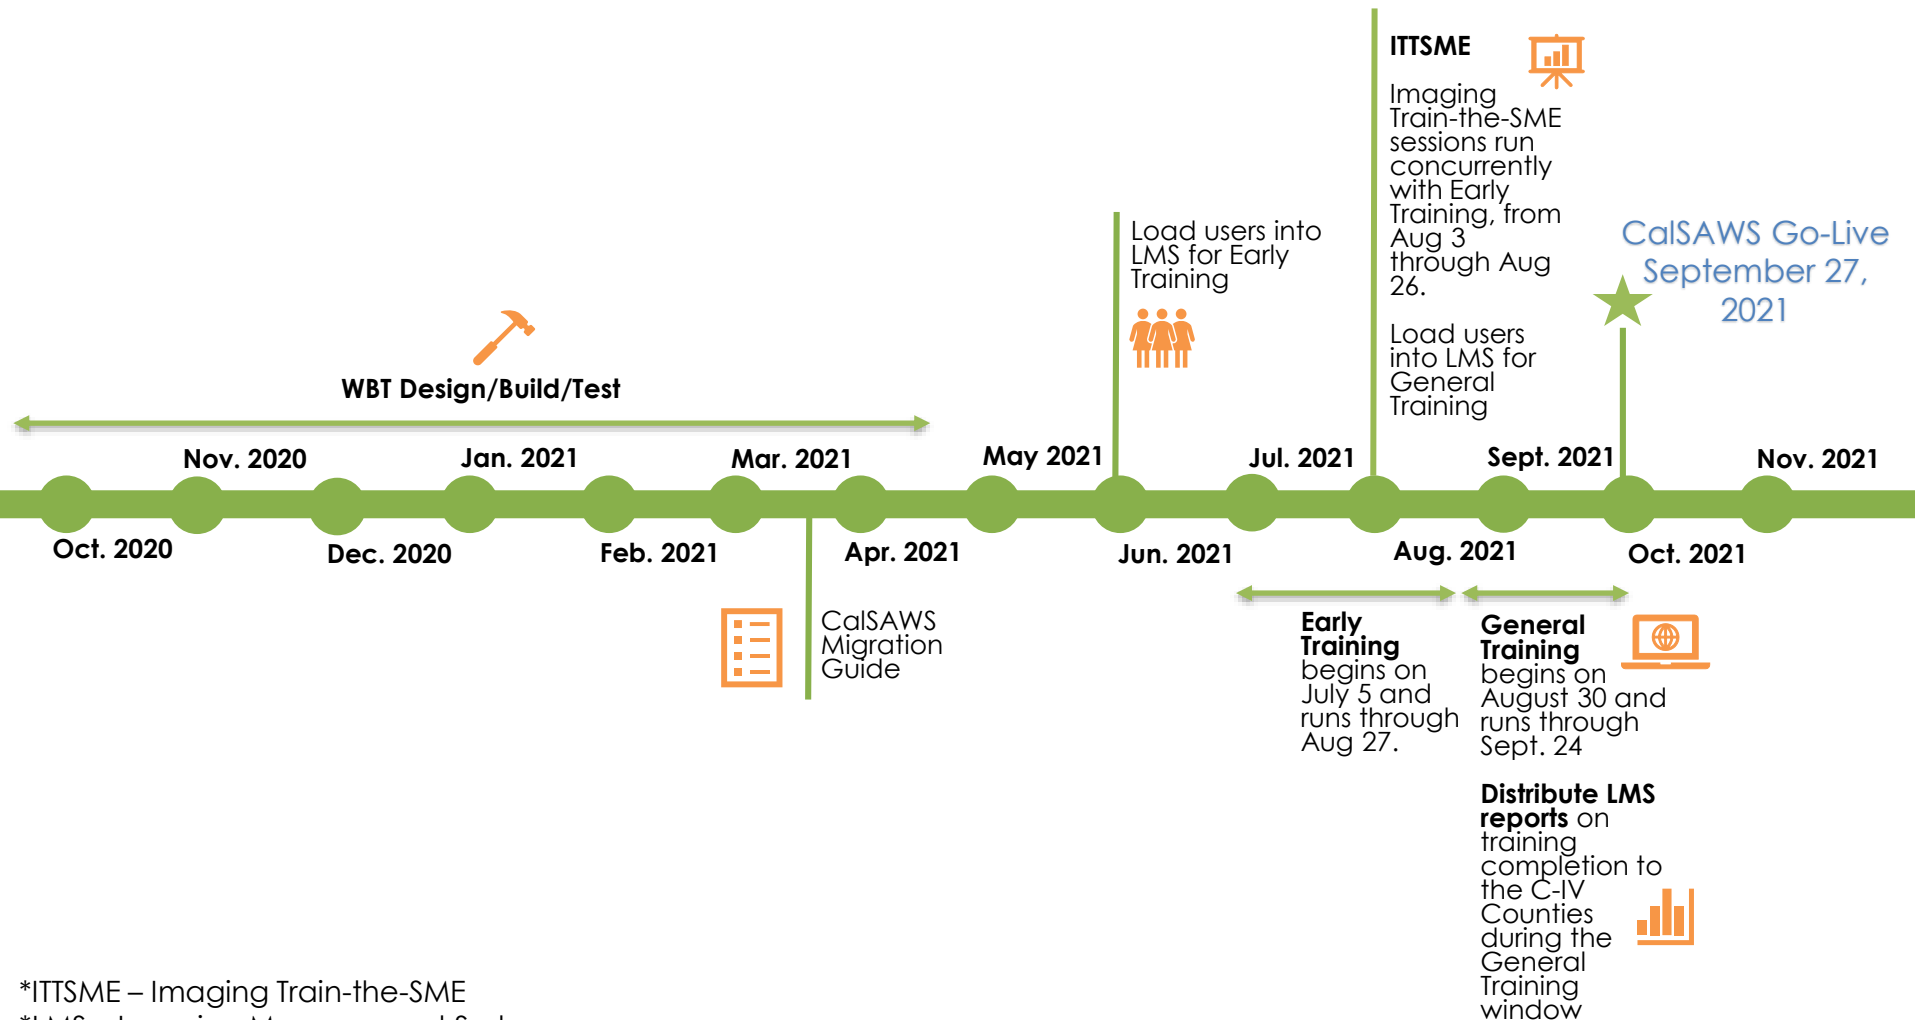 ITTSME
Imaging
Train-the-SME
sessions run
concurrently
with Early
Training, from
Aug 3
through Aug
26.
Load users
into LMS for
General
Training
Load users into
LMS for Early
Training
CalSAWS Go-Live
September 27,
2021
WBT Design/Build/Test
Nov. 2020
Jan. 2021
Mar. 2021
May 2021
Jul. 2021
Sept. 2021
Nov. 2021
Oct. 2020
Dec. 2020
Feb. 2021
Apr. 2021
Jun. 2021
Aug. 2021
Oct. 2021
CalSAWS
Migration
Guide
Early
Training
begins on
July 5 and
runs through
Aug 27.
General
Training
begins on
August 30 and
runs through
Sept. 24
Distribute LMS
reports on
training
completion to
the C-IV
Counties
during the
General
Training
window
*ITTSME – Imaging Train-the-SME